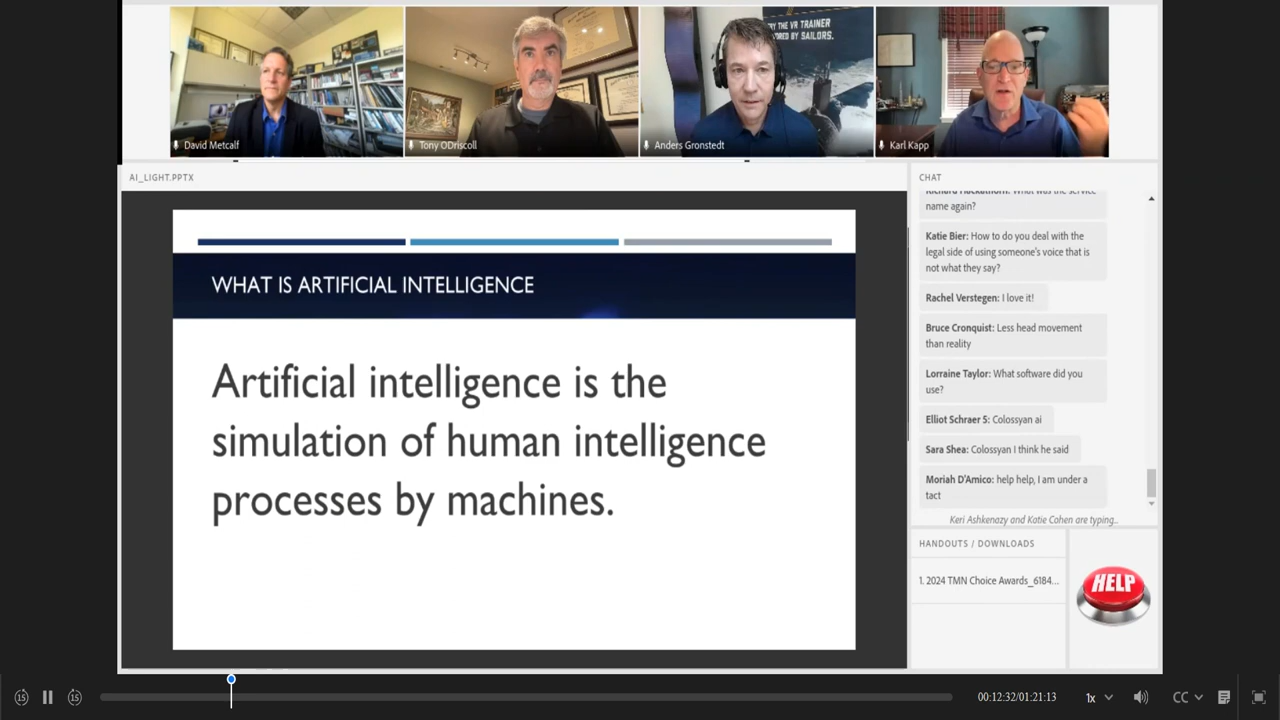 RY THE VR TRAINER
ORED BY SAILORS.
David Metcalf
Tony ODriscoll
Anders Gronstedt
Karl Kapp
AI_LIGHT.PPTX
WHAT IS ARTIFICIAL INTELLIGENCE
Artificial intelligence is the
simulation of human intelligence
processes by machines.
CHAT
Richard Hackathorn: What was the service
name again?
Katie Bier: How to do you deal with the
legal side of using someone's voice that is
not what they say?
Rachel Verstegen: I love it!
Bruce Cronquist: Less head movement
than reality
Lorraine Taylor: What software did you
use?
Elliot Schraer 5: Colossyan ai
Sara Shea: Colossyan I think he said
Moriah D'Amico: help help, I am under a
tact
Keri Ashkenazy and Katie Cohen are typing..
HANDOUTS / DOWNLOADS
1. 2024 TMN Choice Awards_6184...
HELP
15
15
00:12:32/01:21:13
1x
CC